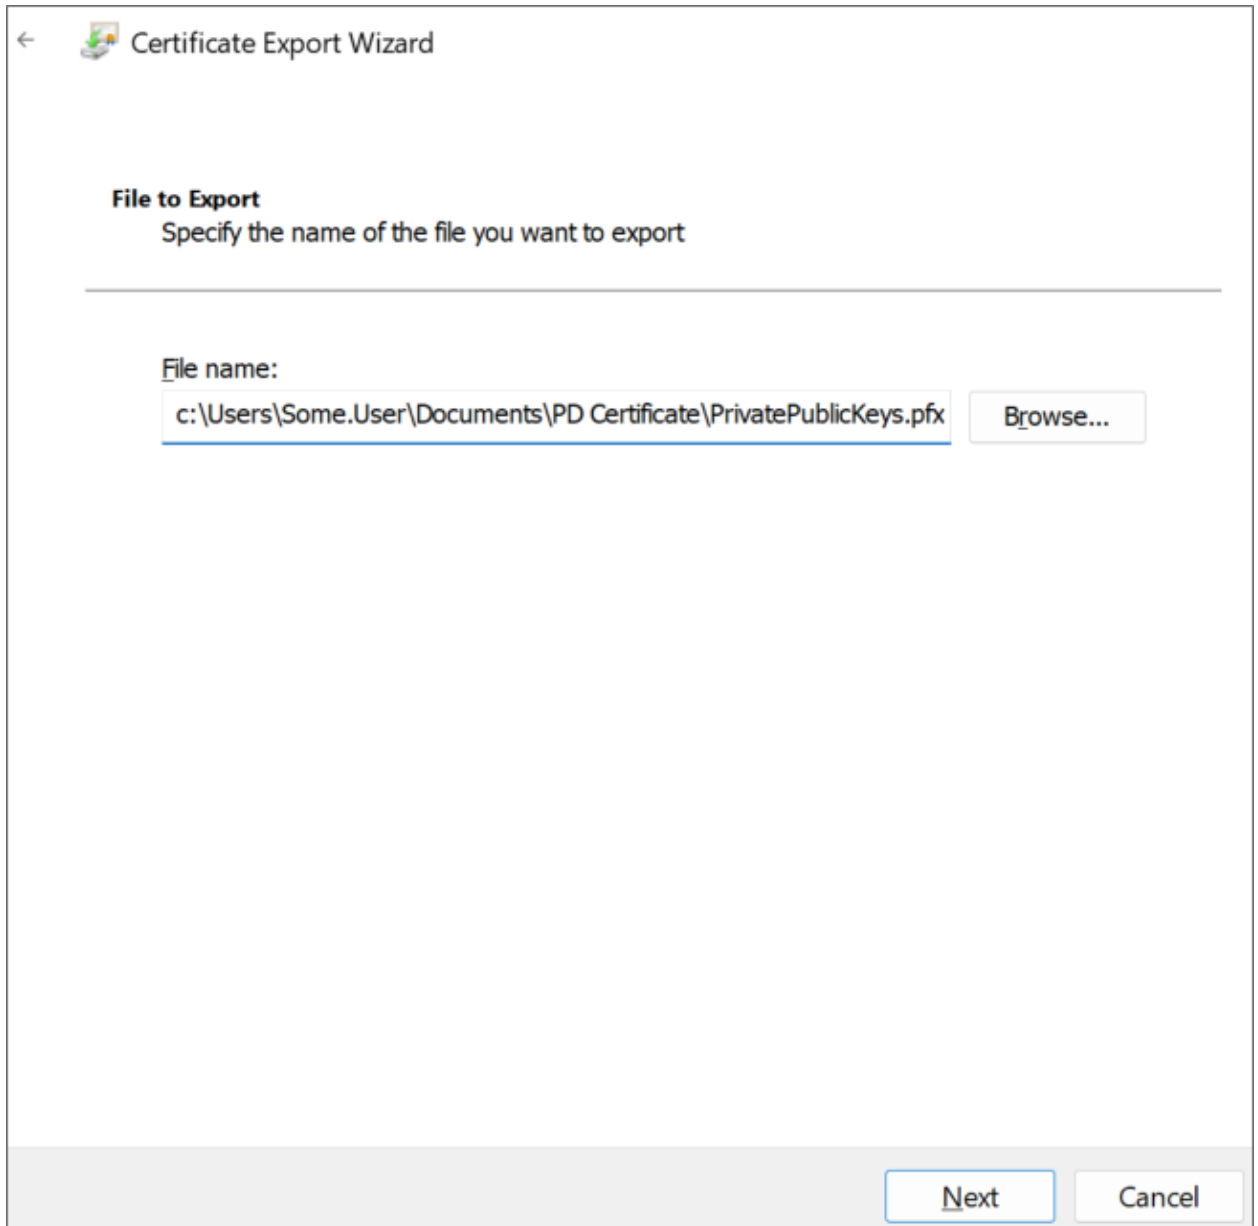 Certificate Export Wizard
File to Export
Specify the name of the file you want to export
File name:
c:\Users\Some.User\Documents\PD Certificate\PrivatePublicKeys.pfx
Browse...
Next
Cancel